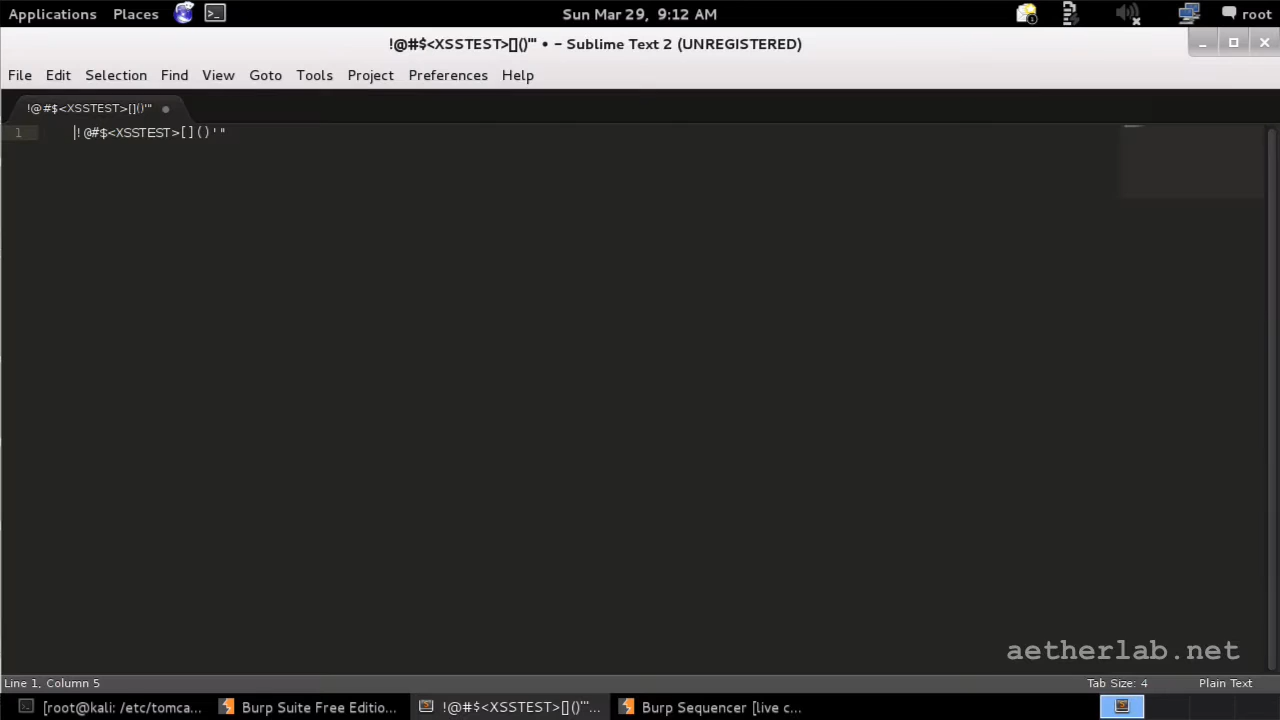 Applications Places Sun Mar 29, 9:12 AM root
!@#$<XSSTEST>[]()'" • - Sublime Text 2 (UNREGISTERED)
File Edit Selection Find View Goto Tools Project Preferences Help
!@#$<XSSTEST>[]()'"
1 !@#$<XSSTEST>[]()'"
aetherlab.net
Line 1, Column 5 Tab Size: 4 Plain Text
[root@kali: /etc/tomca... Burp Suite Free Editio... !@#$<XSSTEST>[]()'"... Burp Sequencer [live c...